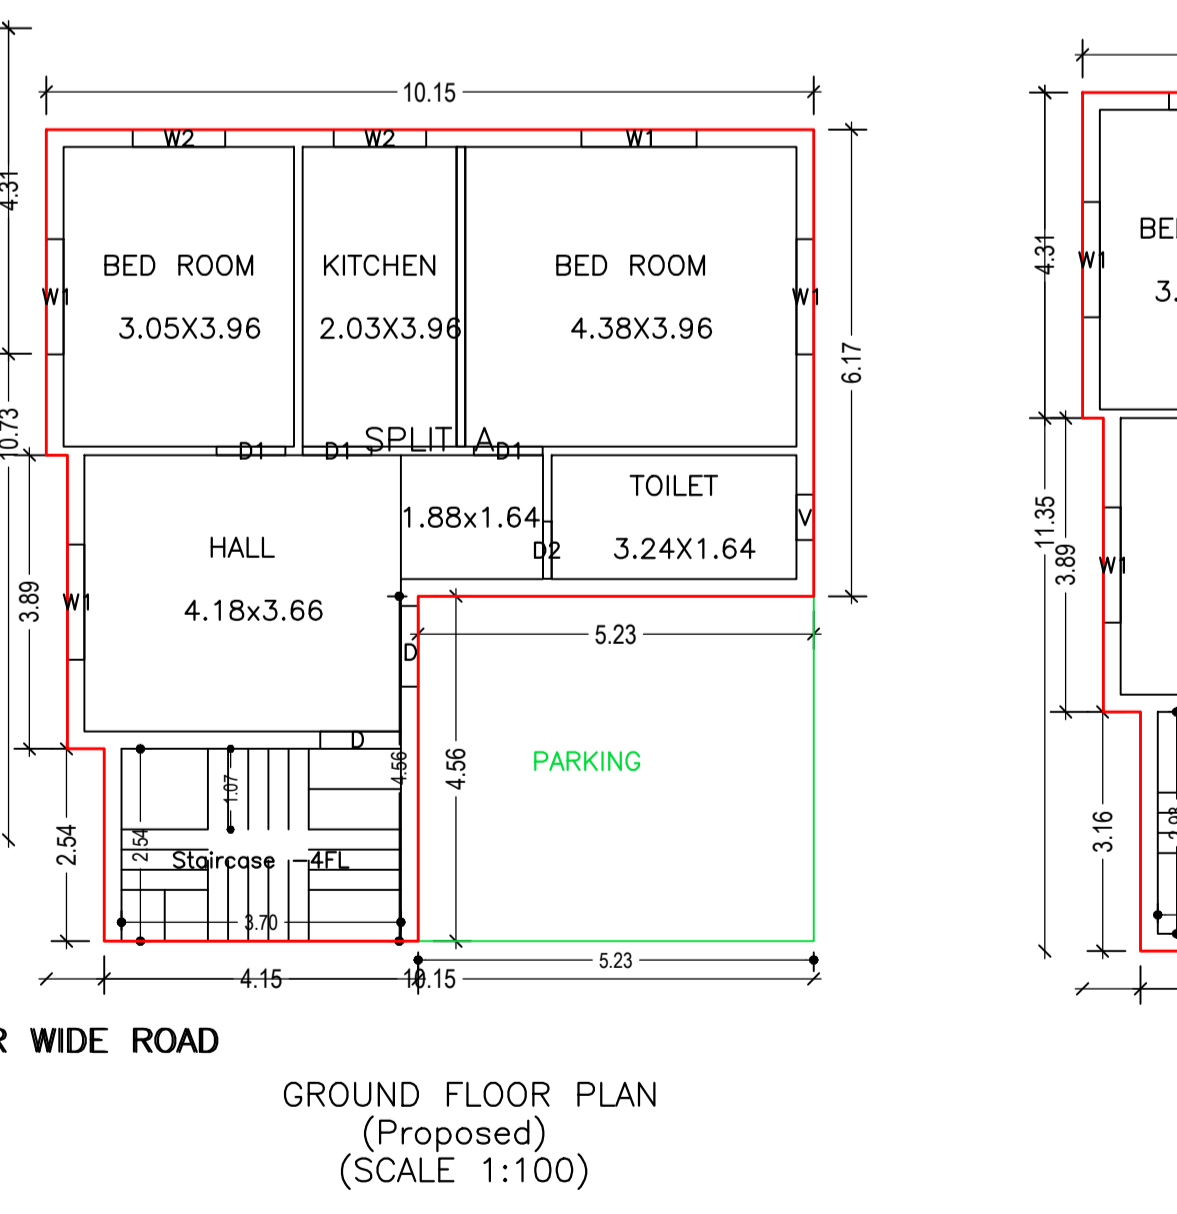 10.15
W2 W2 W1
4.31
BED ROOM KITCHEN BED ROOM
3.05X3.96 2.03X3.96 4.38X3.96
W1 W1
6.17
10.73
D1 D1 SPLIT A D1
TOILET
1.88x1.64 V
HALL D2 3.24X1.64
4.18x3.66
W1
3.89
5.23
D
D
4.56 4.56
PARKING
1.07
2.54 2.54
Staircase -4FL
3.70
5.23
4.15 10.15
WIDE ROAD
GROUND FLOOR PLAN
(Proposed)
(SCALE 1:100)
4.31
W1
3.
11.35
3.89
W1
3.16